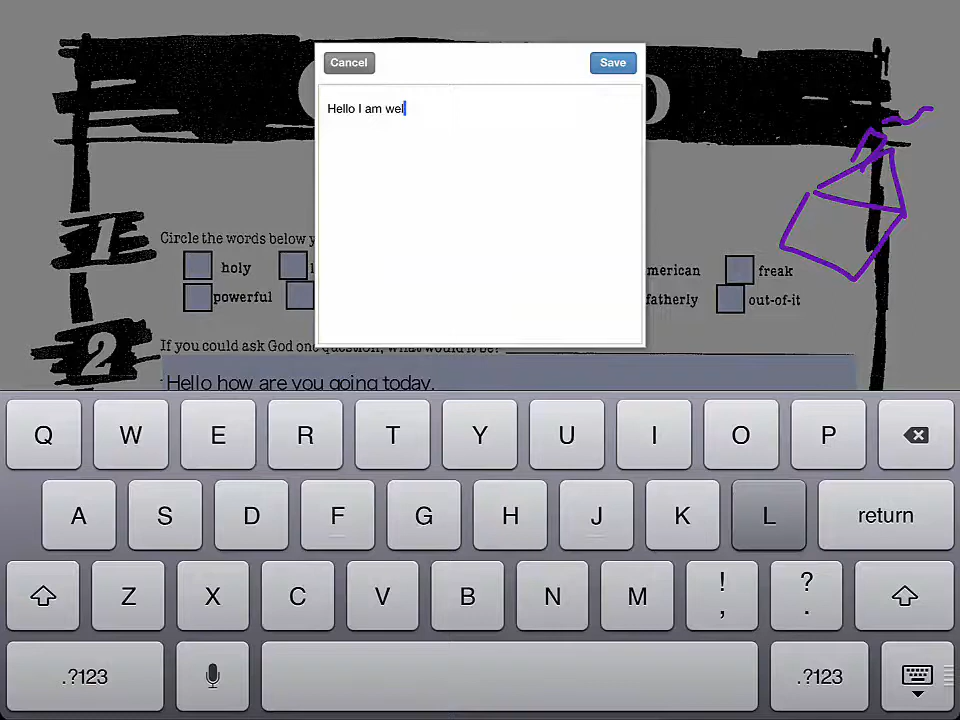 Cancel
Save
Hello I am wel
1
Circle the words below y
holy
merican
freak
powerful
fatherly
out-of-it
2
If you could ask God one question, what would it be?
Hello how are you going today.
Q W E R T Y U I O P
A S D F G H J K L return
Z X C V B N M ! , ? .
.?123 .?123